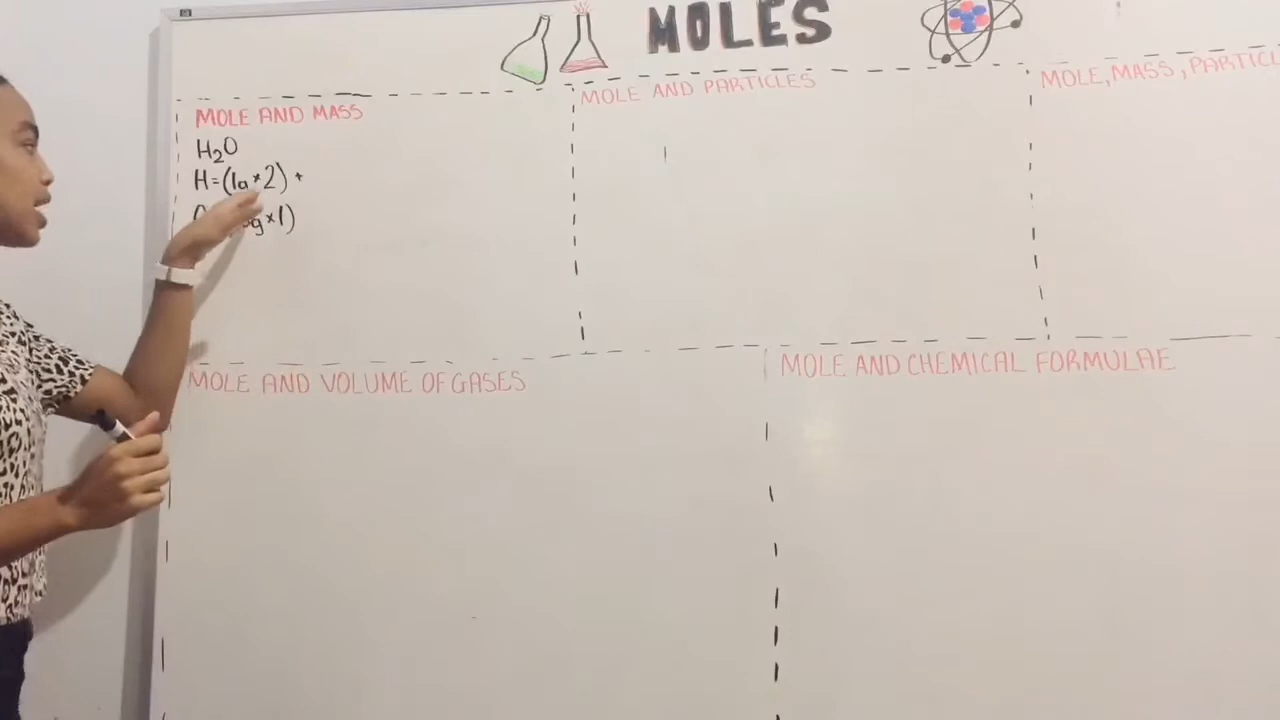 MOLES
MOLE AND MASS
H₂O
H=(1g×2) +
g×1)
MOLE AND PARTICLES
MOLE, MASS, PARTICL
MOLE AND VOLUME OF GASES
MOLE AND CHEMICAL FORMULAE